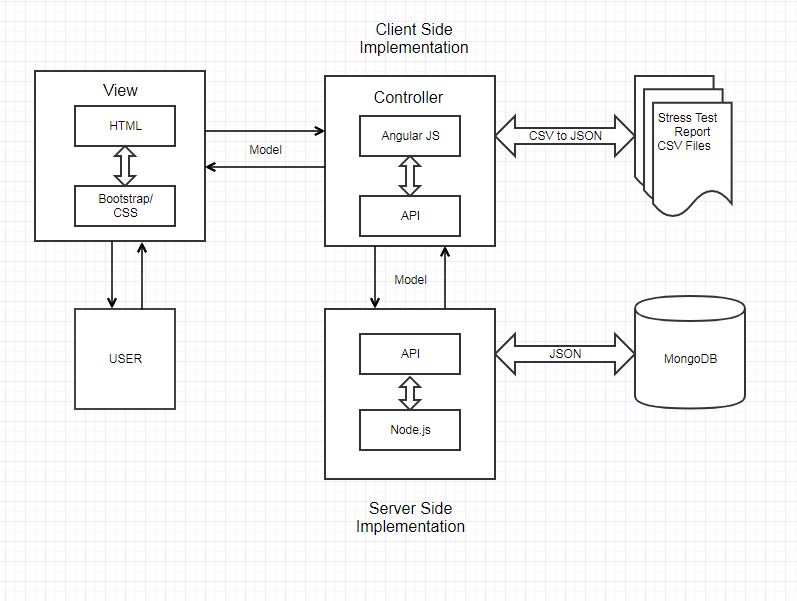 Client Side
Implementation
View
HTML
Bootstrap/
CSS
Model
Controller
Angular JS
API
CSV to JSON
Stress Test
Report
CSV Files
USER
Model
API
Node.js
JSON
MongoDB
Server Side
Implementation